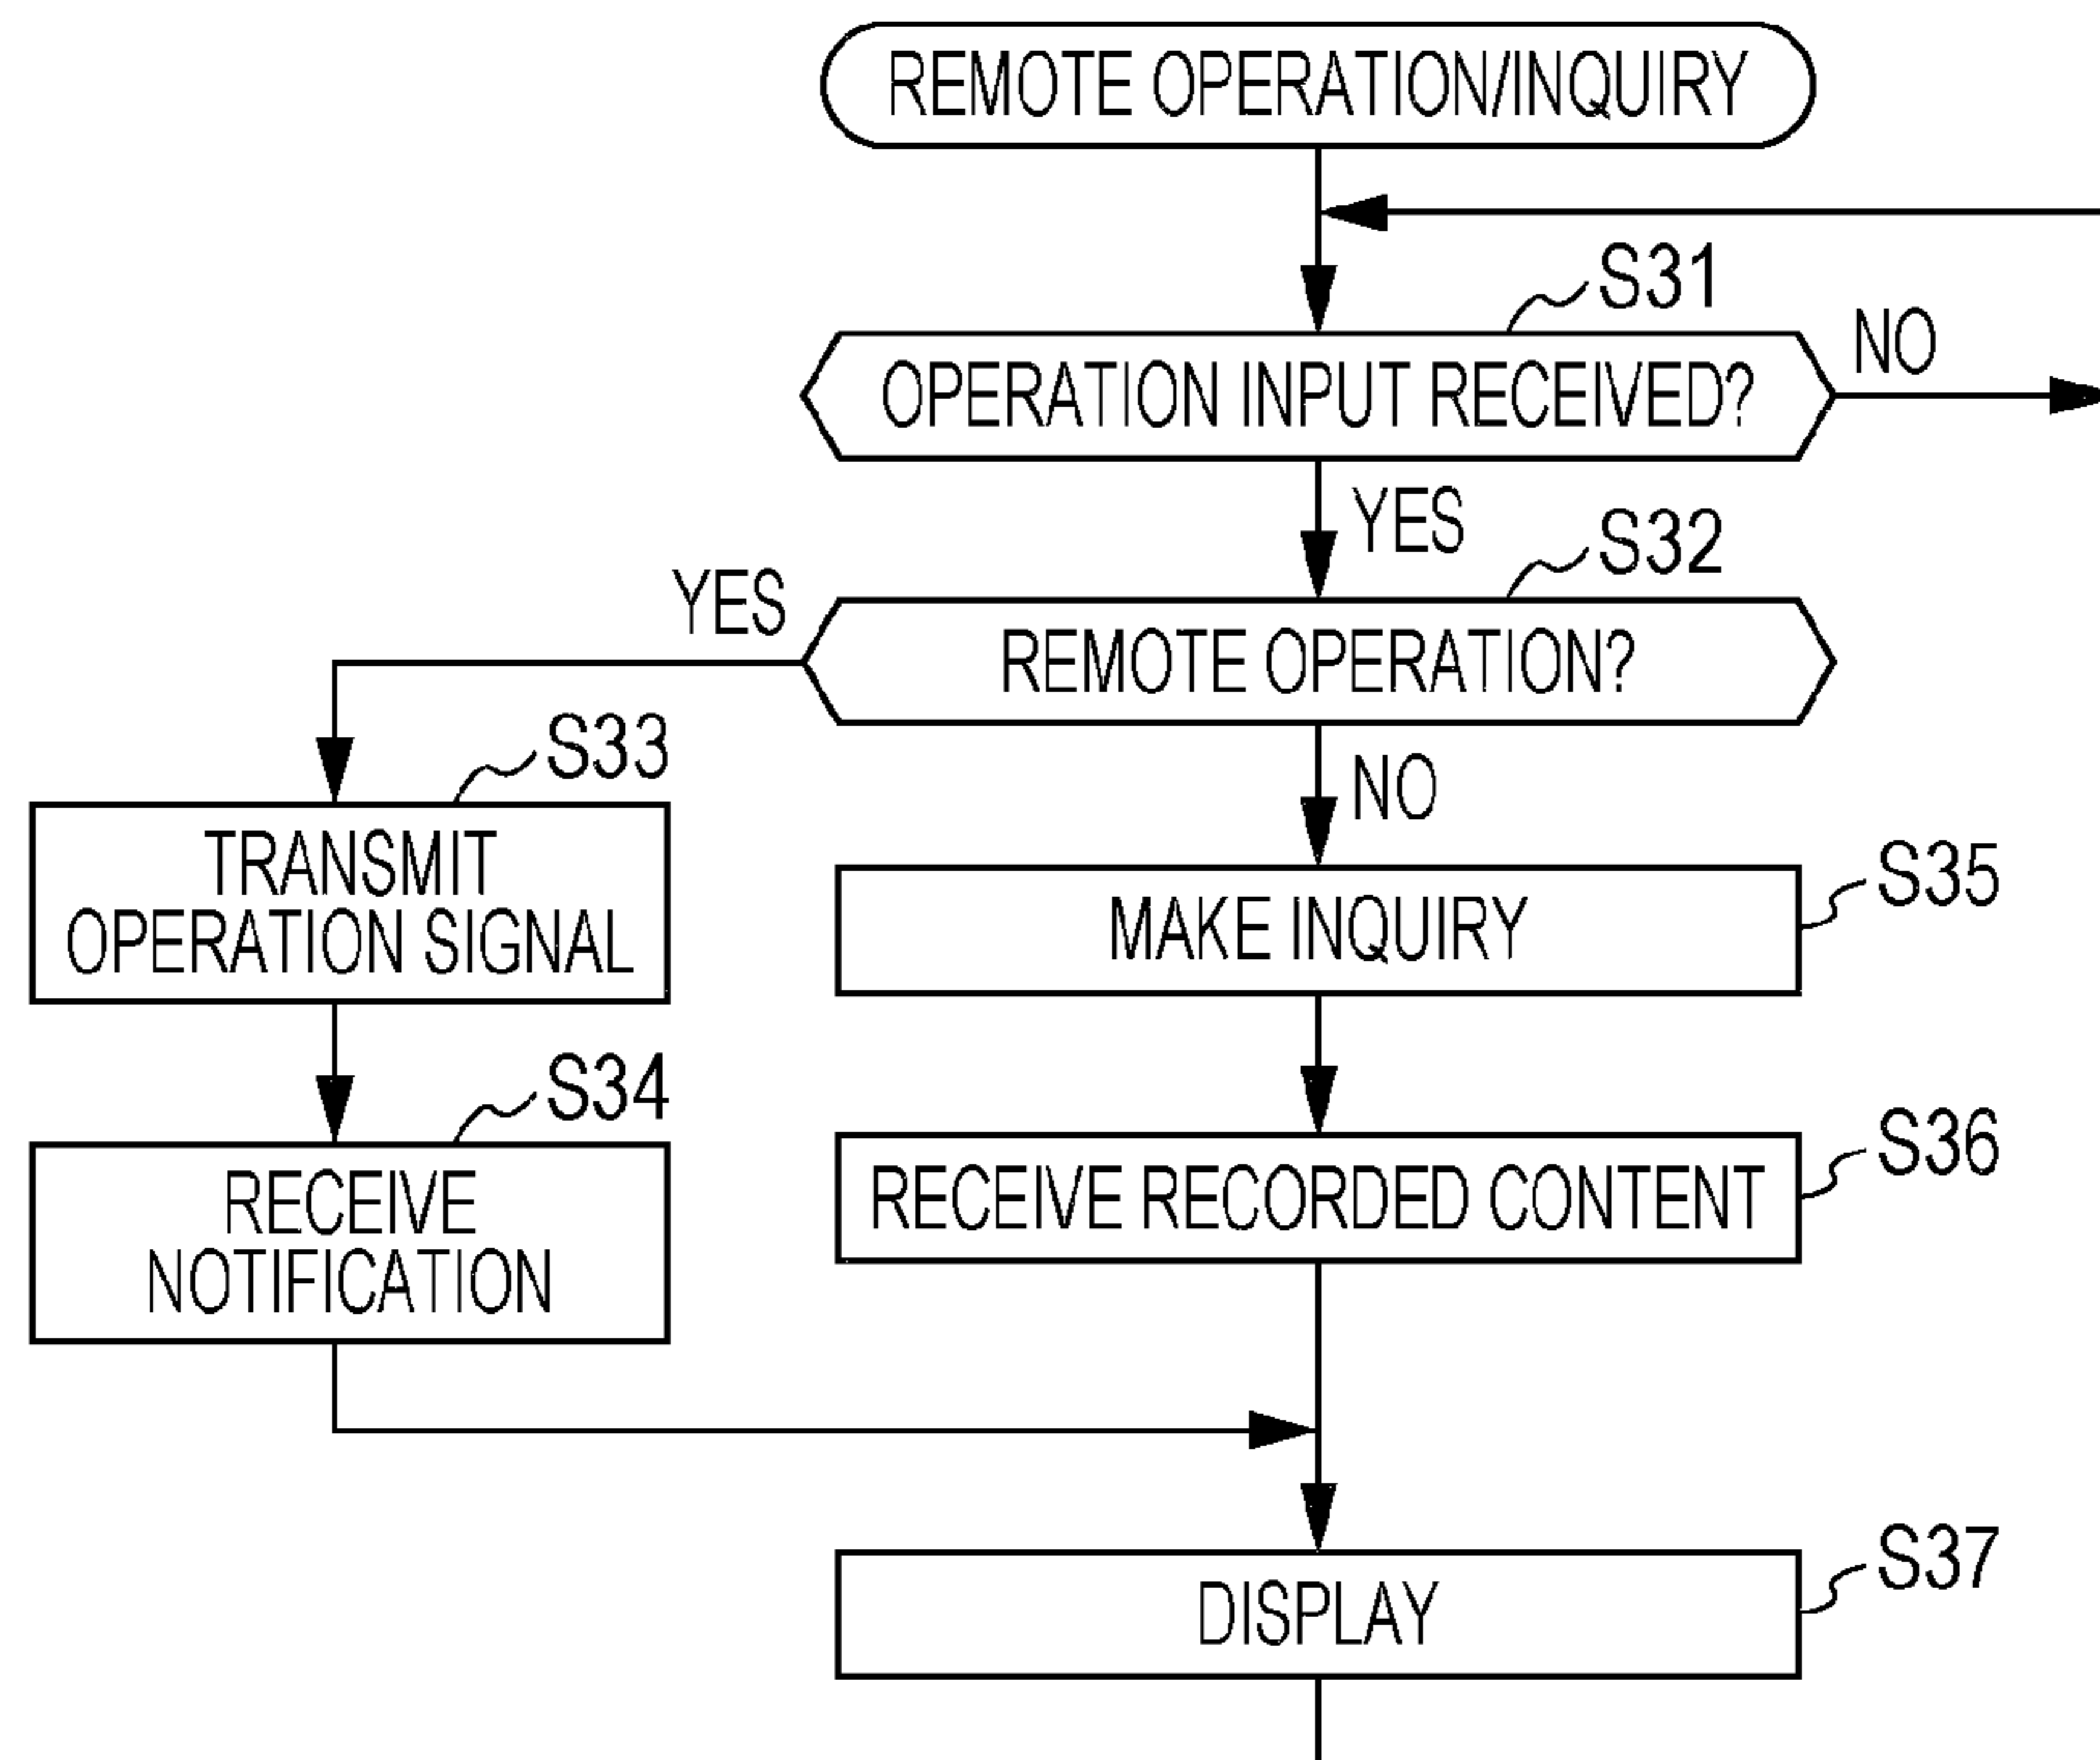 REMOTE OPERATION/INQUIRY
S31
OPERATION INPUT RECEIVED?
NO
YES
S32
REMOTE OPERATION?
YES
S33
TRANSMIT
OPERATION SIGNAL
S34
RECEIVE
NOTIFICATION
NO
S35
MAKE INQUIRY
S36
RECEIVE RECORDED CONTENT
S37
DISPLAY